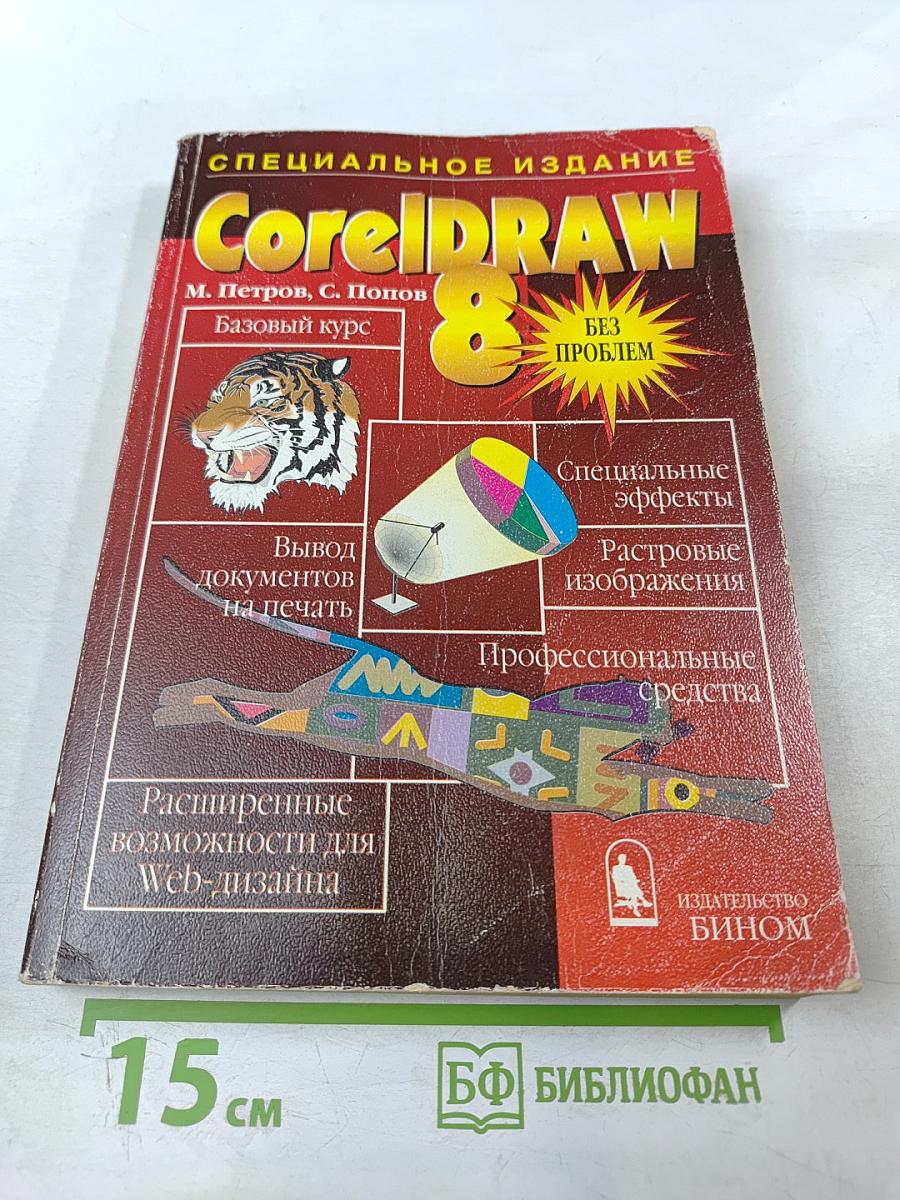 СПЕЦИАЛЬНОЕ ИЗДАНИЕ
CorelDRAW
8
М. Петров, С. Попов
БЕЗ
ПРОБЛЕМ
Базовый курс
Специальные
эффекты
Вывод
документов
на печать
Растровые
изображения
Профессиональные
средства
Расширенные
возможности для
Web-дизайна
ИЗДАТЕЛЬСТВО
БИНОМ
15 см
БФ БИБЛИОФАН